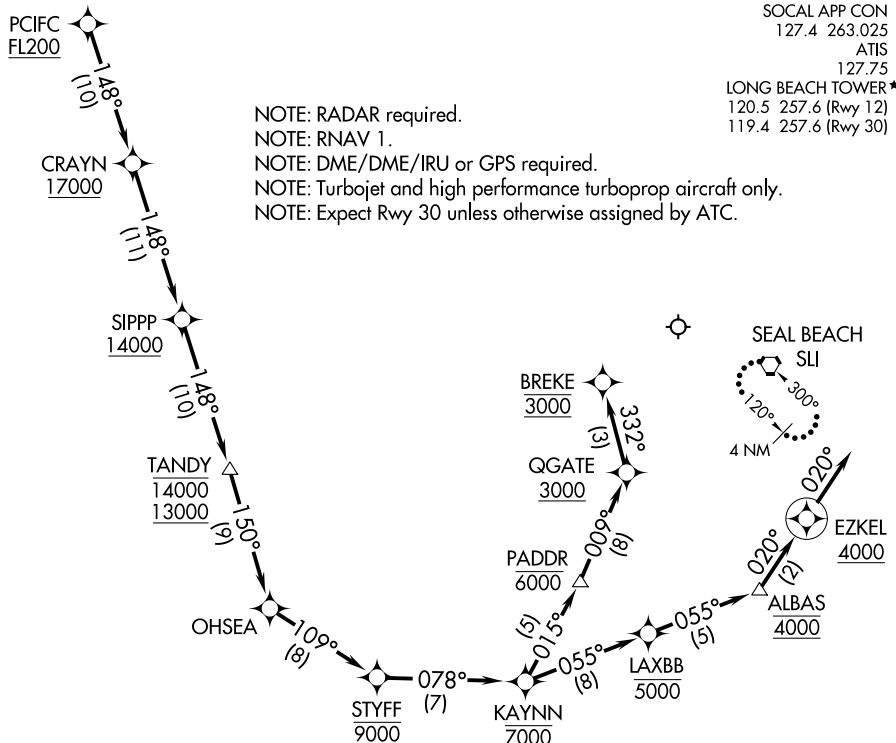 PCIFC
FL200
148°
(10)
CRAYN
17000
148°
(11)
SIPPP
14000
148°
(10)
TANDY
14000
13000
150°
(9)
OHSEA
109°
(8)
STYFF
9000
078°
(7)
KAYNN
7000
015°
(5)
PADDR
6000
009°
(8)
QGATE
3000
332°
(3)
BREKE
3000
055°
(8)
LAXBB
5000
055°
(5)
ALBAS
4000
020°
(2)
EZKEL
4000
020°
SEAL BEACH
SLI
300°
120°
4 NM
NOTE: RADAR required.
NOTE: RNAV 1.
NOTE: DME/DME/IRU or GPS required.
NOTE: Turbojet and high performance turboprop aircraft only.
NOTE: Expect Rwy 30 unless otherwise assigned by ATC.
SOCAL APP CON
127.4 263.025
ATIS
127.75
LONG BEACH TOWER★
120.5 257.6 (Rwy 12)
119.4 257.6 (Rwy 30)